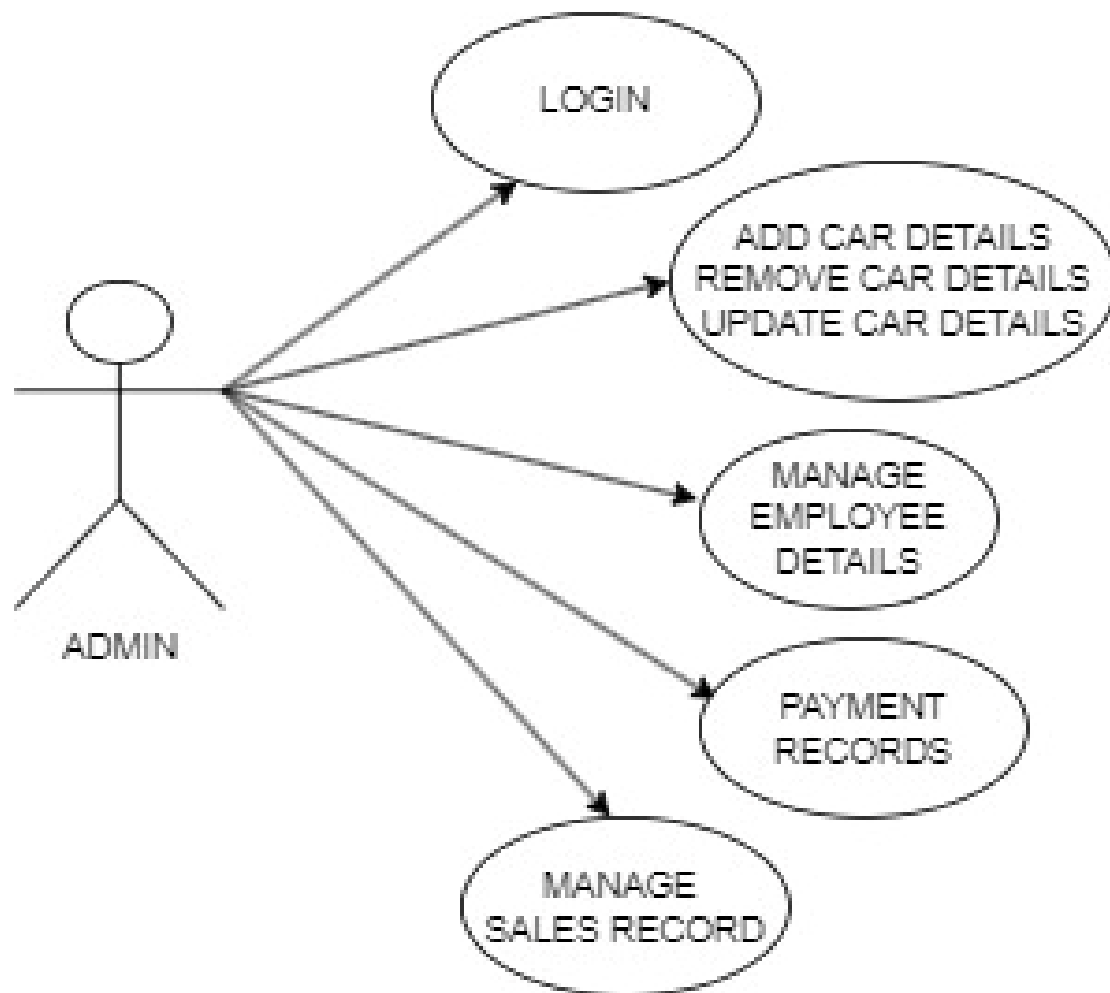 LOGIN
ADD CAR DETAILS
REMOVE CAR DETAILS
UPDATE CAR DETAILS
MANAGE
EMPLOYEE
DETAILS
ADMIN
PAYMENT
RECORDS
MANAGE
SALES RECORD